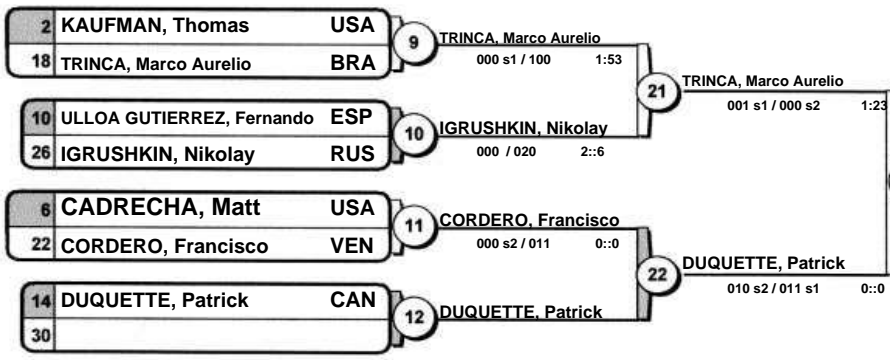 2 KAUFMAN, Thomas USA
18 TRINCA, Marco Aurelio BRA
9
TRINCA, Marco Aurelio
000 s1 / 100 1:53
10 ULLOA GUTIERREZ, Fernando ESP
26 IGRUSHKIN, Nikolay RUS
10
IGRUSHKIN, Nikolay
000 / 020 2::6
21
TRINCA, Marco Aurelio
001 s1 / 000 s2 1:23
6 CADRECHA, Matt USA
22 CORDERO, Francisco VEN
11
CORDERO, Francisco
000 s2 / 011 0::0
14 DUQUETTE, Patrick CAN
30
12
DUQUETTE, Patrick
22
DUQUETTE, Patrick
010 s2 / 011 s1 0::0